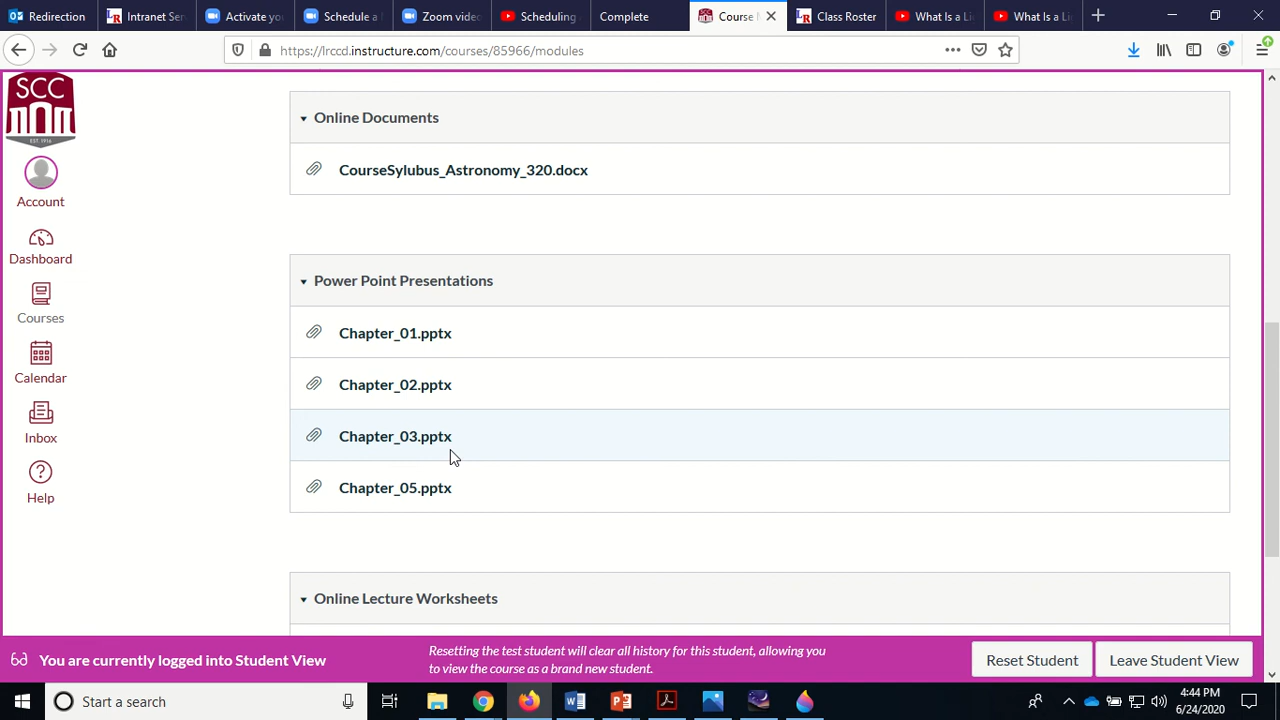 Redirection
Intranet Ser
Activate yo
Schedule a
Zoom video
Scheduling
Complete
Course M
Class Roster
What Is a Li
What Is a Li
https://lrccd.instructure.com/courses/85966/modules
SCC
EST. 1916
Account
Dashboard
Courses
Calendar
Inbox
Help
Online Documents
CourseSylubus_Astronomy_320.docx
Power Point Presentations
Chapter_01.pptx
Chapter_02.pptx
Chapter_03.pptx
Chapter_05.pptx
Online Lecture Worksheets
You are currently logged into Student View
Resetting the test student will clear all history for this student, allowing you
to view the course as a brand new student.
Reset Student
Leave Student View
Start a search
4:44 PM
6/24/2020